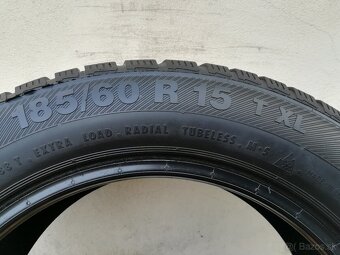 185/60 R 15 T XL
T - EXTRA LOAD - RADIAL TUBELESS - M+S
Bazos.sk